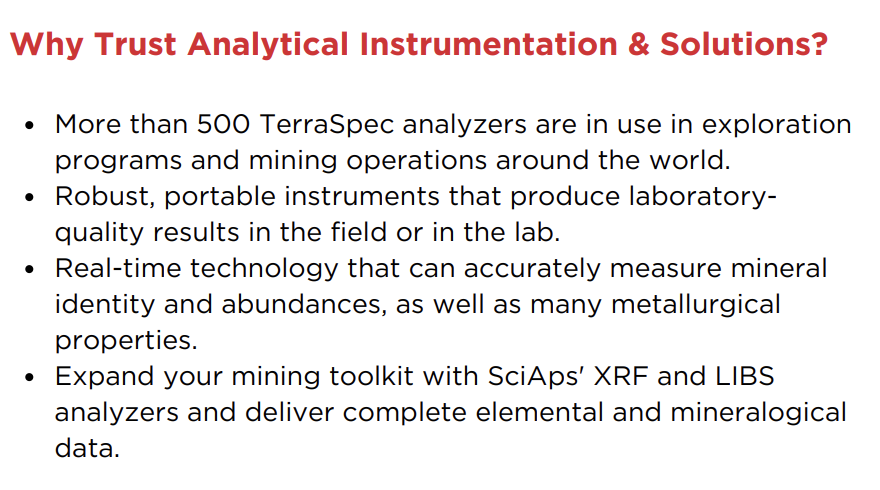 Why Trust Analytical Instrumentation & Solutions?
• More than 500 TerraSpec analyzers are in use in exploration
programs and mining operations around the world.
• Robust, portable instruments that produce laboratory-
quality results in the field or in the lab.
• Real-time technology that can accurately measure mineral
identity and abundances, as well as many metallurgical
properties.
• Expand your mining toolkit with SciAps' XRF and LIBS
analyzers and deliver complete elemental and mineralogical
data.